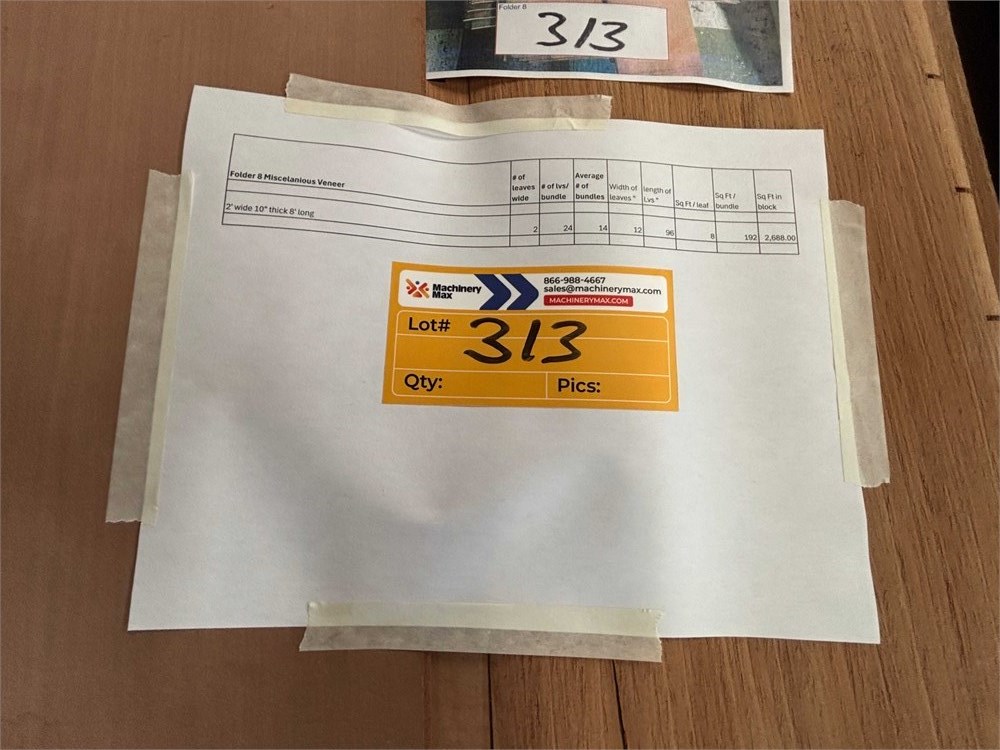 Folder 8
313
Folder 8 Miscelanious Veneer
# of leaves wide
# of lvs/ bundle
Average # of bundles
Width of leaves "
length of Lvs "
Sq Ft / leaf
Sq Ft / bundle
Sq Ft in block
2' wide 10" thick 8' long 2 24 14 12 96 8 192 2,688.00
Machinery Max
866-988-4667
sales@machinerymax.com
MACHINERYMAX.COM
Lot# 313
Qty: Pics: